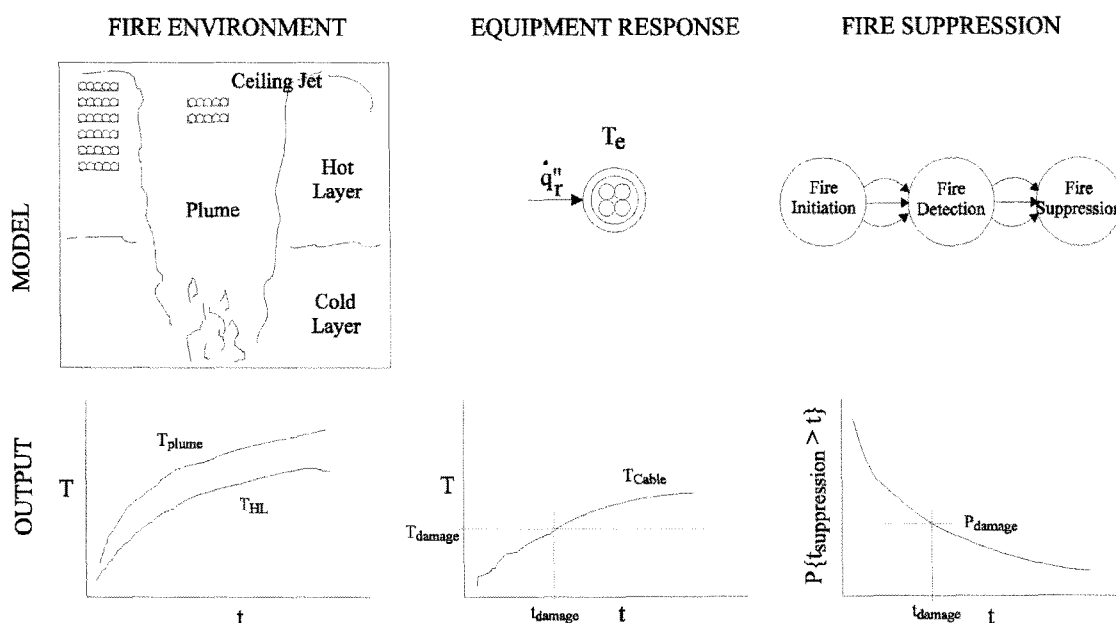 FIRE ENVIRONMENT
EQUIPMENT RESPONSE
FIRE SUPPRESSION
MODEL
Ceiling Jet
Hot
Layer
Plume
Cold
Layer
Te
q̇"r
Fire
Initiation
Fire
Detection
Fire
Suppression
OUTPUT
T
Tplume
THL
t
T
Tdamage
TCable
tdamage
t
P{tsuppression > t}
Pdamage
tdamage
t